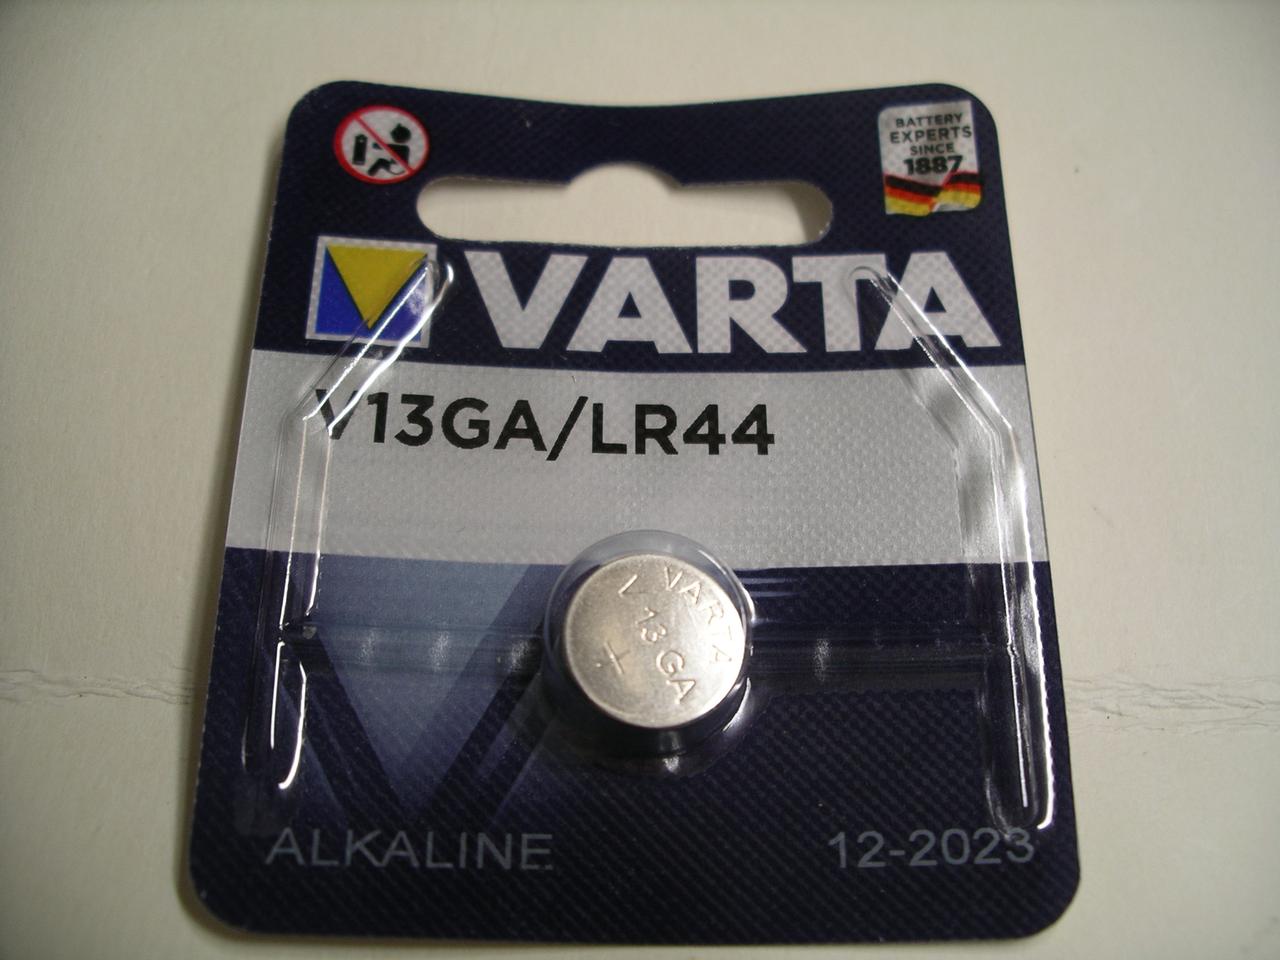 BATTERY
EXPERTS
SINCE
1887
VARTA
V13GA/LR44
VARTA
V 13 GA
+
ALKALINE
12-2023